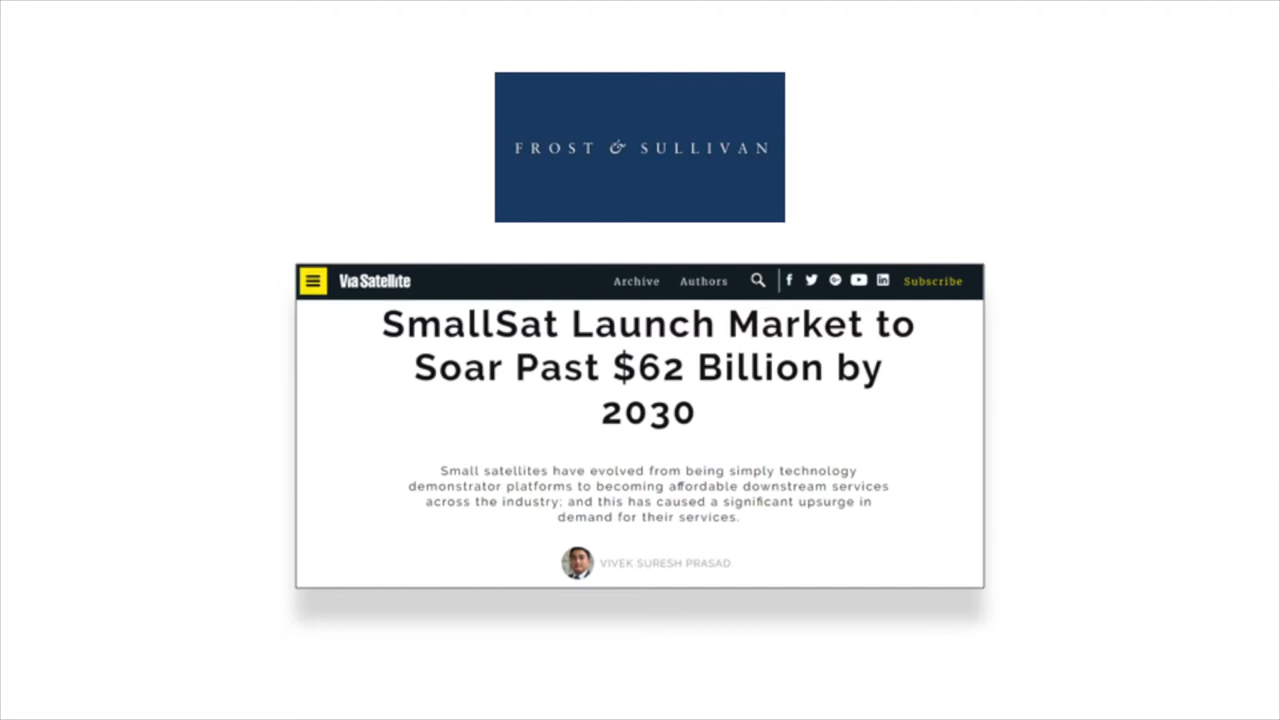 FROST & SULLIVAN
Via Satellite
Archive
Authors
Subscribe
SmallSat Launch Market to
Soar Past $62 Billion by
2030
Small satellites have evolved from being simply technology
demonstrator platforms to becoming affordable downstream services
across the industry; and this has caused a significant upsurge in
demand for their services.
VIVEK SURESH PRASAD